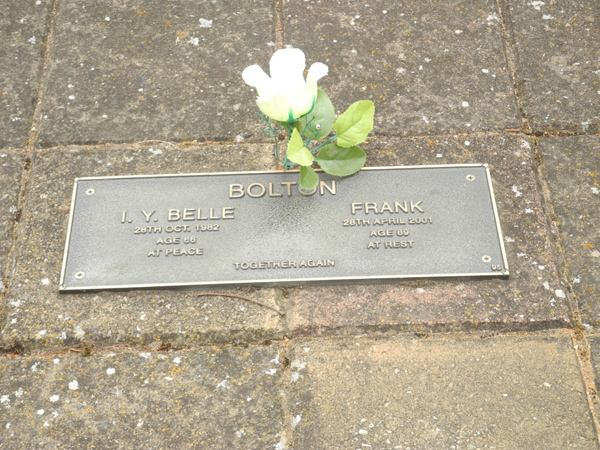 BOLTON
I. Y. BELLE
28TH OCT. 1982
AGE 66
AT PEACE
FRANK
28TH APRIL 2001
AGE 89
AT REST
TOGETHER AGAIN